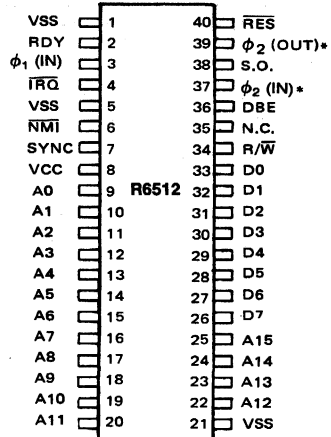 VSS 1 40 R̅E̅S̅
RDY 2 39 ϕ₂ (OUT)*
ϕ₁ (IN) 3 38 S.O.
I̅R̅Q̅ 4 37 ϕ₂ (IN)*
VSS 5 36 DBE
N̅M̅I̅ 6 35 N.C.
SYNC 7 34 R/W̅
VCC 8 33 D0
A0 9 R6512 32 D1
A1 10 31 D2
A2 11 30 D3
A3 12 29 D4
A4 13 28 D5
A5 14 27 D6
A6 15 26 D7
A7 16 25 A15
A8 17 24 A14
A9 18 23 A13
A10 19 22 A12
A11 20 21 VSS